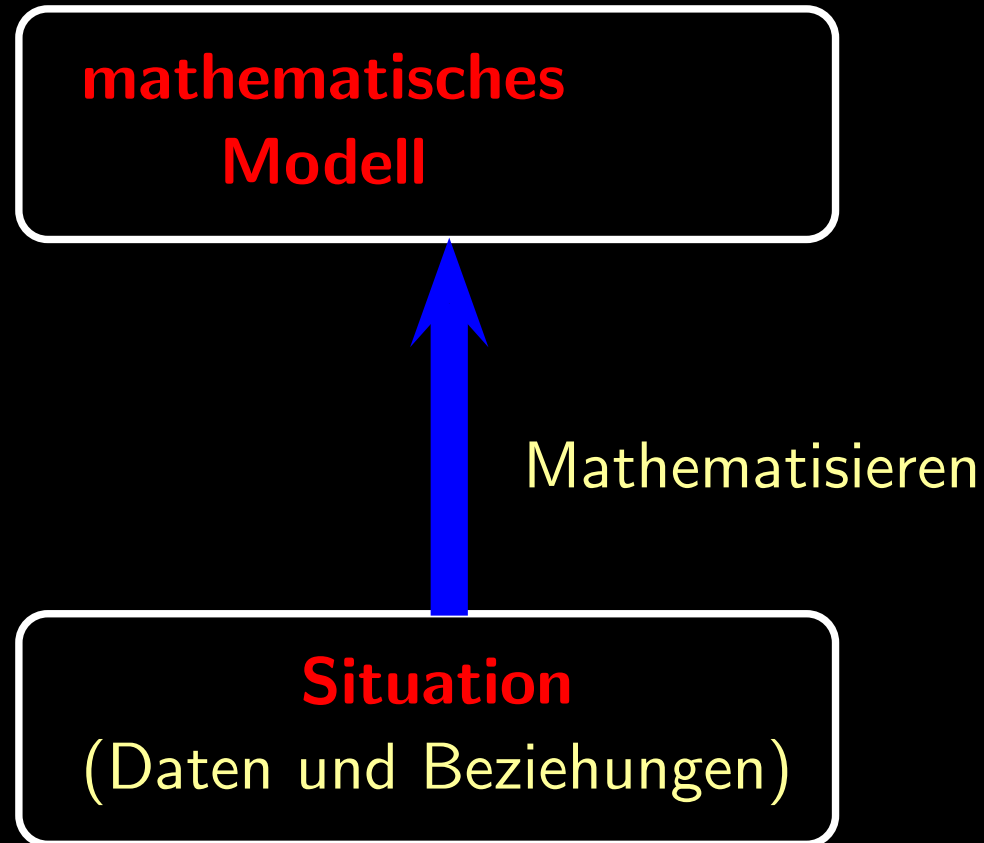 mathematisches
Modell
Mathematisieren
Situation
(Daten und Beziehungen)